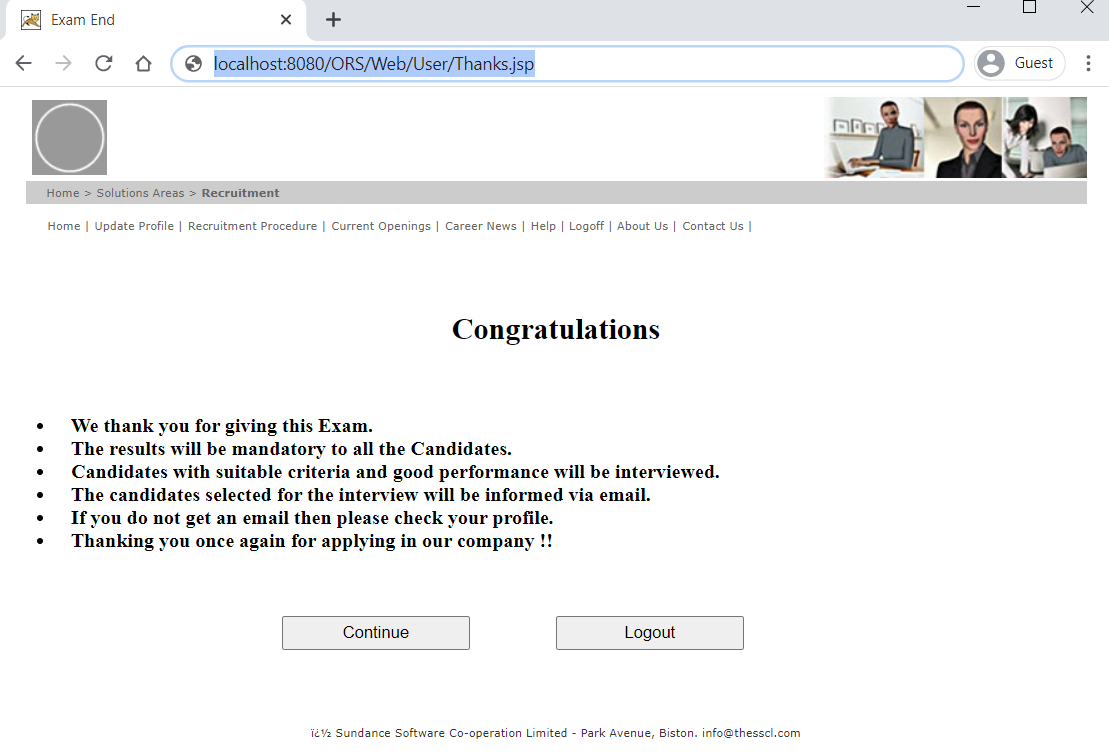 Exam End
localhost:8080/ORS/Web/User/Thanks.jsp
Guest
Home > Solutions Areas > Recruitment
Home | Update Profile | Recruitment Procedure | Current Openings | Career News | Help | Logoff | About Us | Contact Us |
Congratulations
• We thank you for giving this Exam.
• The results will be mandatory to all the Candidates.
• Candidates with suitable criteria and good performance will be interviewed.
• The candidates selected for the interview will be informed via email.
• If you do not get an email then please check your profile.
• Thanking you once again for applying in our company !!
Continue Logout
ï¿½ Sundance Software Co-operation Limited - Park Avenue, Biston. info@thesscl.com